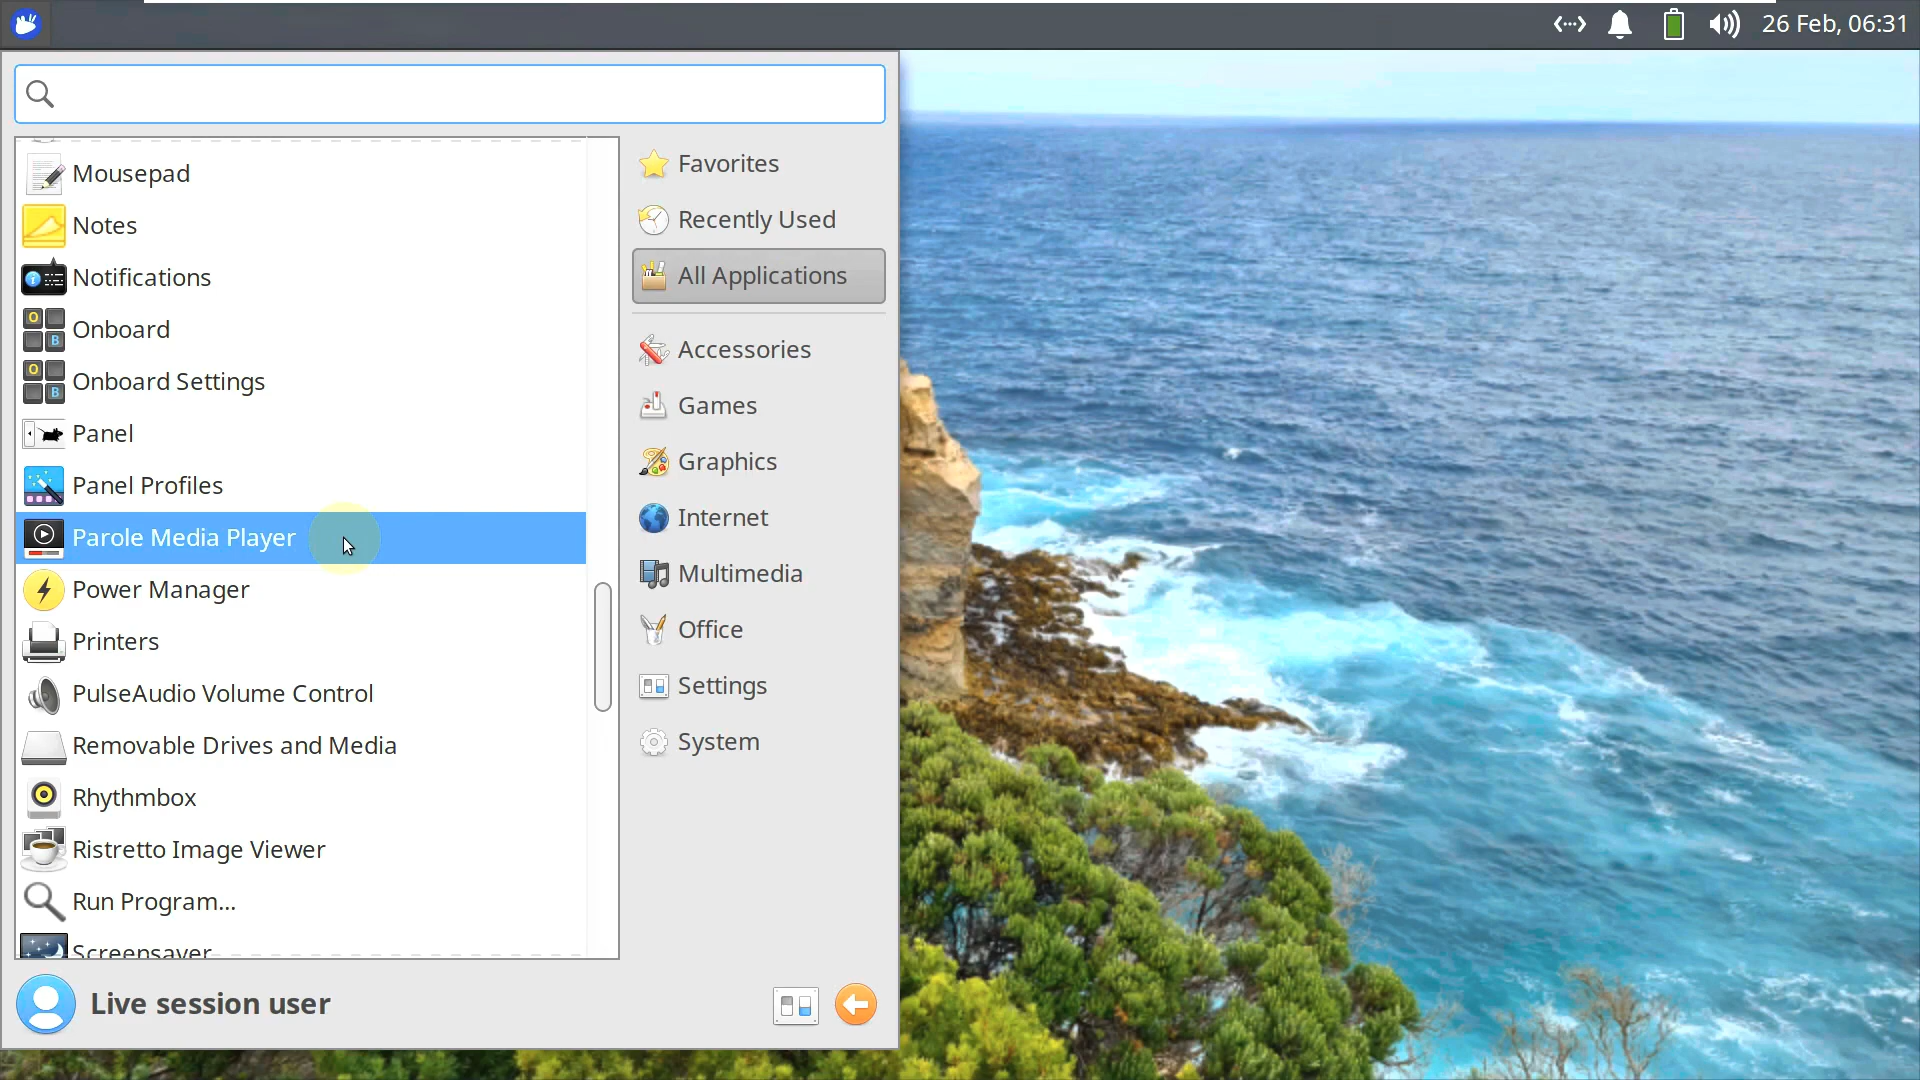 26 Feb, 06:31
Mousepad
Notes
Notifications
Onboard
Onboard Settings
Panel
Panel Profiles
Parole Media Player
Power Manager
Printers
PulseAudio Volume Control
Removable Drives and Media
Rhythmbox
Ristretto Image Viewer
Run Program...
Screensaver
Favorites
Recently Used
All Applications
Accessories
Games
Graphics
Internet
Multimedia
Office
Settings
System
Live session user